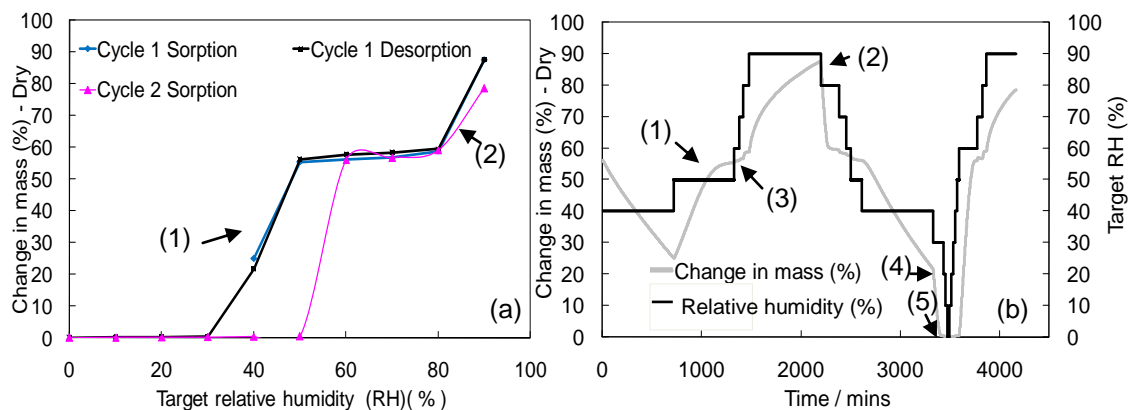 Change in mass (%) - Dry
100
90
80
70
60
50
40
30
20
10
0
Cycle 1 Sorption
Cycle 1 Desorption
Cycle 2 Sorption
(1)
(2)
(a)
0 20 40 60 80 100
Target relative humidity (RH)( % )
Change in mass (%) - Dry
100
90
80
70
60
50
40
30
20
10
0
(1)
(2)
(3)
(4)
(5)
Change in mass (%)
Relative humidity (%)
(b)
0 1000 2000 3000 4000
Time / mins
100
90
80
70
60
50
40
30
20
10
0
Target RH (%)